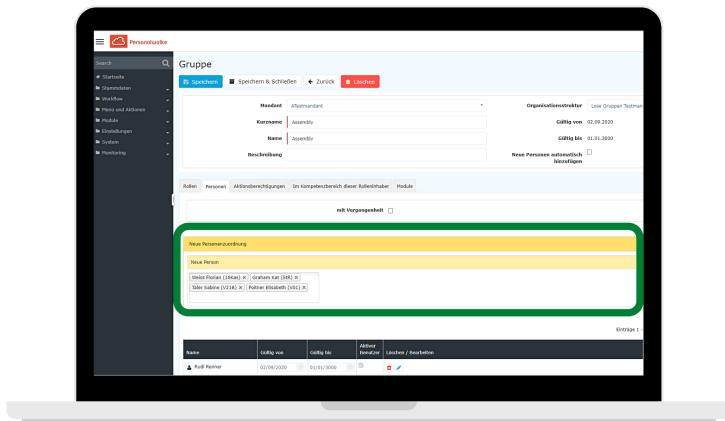 Personalwolke
Search
Startseite
Stammdaten
Workflow
Menü und Aktionen
Module
Einstellungen
System
Monitoring
Gruppe
Speichern Speichern & Schließen Zurück Löschen
Mandant ATestmandant Organisationsstruktur Lose Gruppen Testman
Kurzname Assembly Gültig von 02.09.2020
Name Assembly Gültig bis 01.01.3000
Beschreibung Neue Personen automatisch
hinzufügen
Rollen Personen Aktionsberechtigungen Im Kompetenzbereich dieser Rolleninhaber Module
mit Vergangenheit
Neue Personenzuordnung
Neue Person
Weiss Florian (16Kas) × Graham Kat (StR) ×
Taler Sabine (V21B) × Poltner Elisabeth (V01) ×
Einträge 1 -
Name Gültig von Gültig bis Aktiver Benutzer Löschen / Bearbeiten
Rudi Renner 02/09/2020 01/01/3000